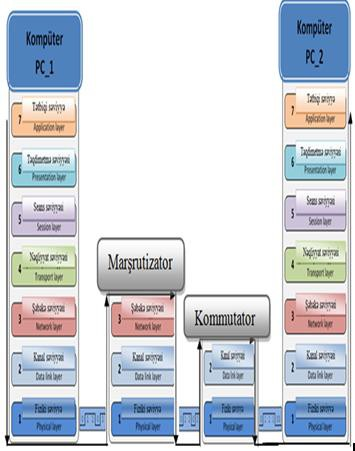 Kompüter
PC_1
7
Tətbiqi səviyyə
Application layer
6
Təqdimetmə səviyyəsi
Presentation layer
5
Seans səviyyəsi
Session layer
4
Nəqliyyat səviyyəsi
Transport layer
3
Şəbəkə səviyyəsi
Network layer
2
Kanal səviyyəsi
Data link layer
1
Fiziki səviyyə
Physical layer
Marşrutizator
3
Şəbəkə səviyyəsi
Network layer
2
Kanal səviyyəsi
Data link layer
1
Fiziki səviyyə
Physical layer
Kommutator
2
Kanal səviyyəsi
Data link layer
1
Fiziki səviyyə
Physical layer
Kompüter
PC_2
7
Tətbiqi səviyyə
Application layer
6
Təqdimetmə səviyyəsi
Presentation layer
5
Seans səviyyəsi
Session layer
4
Nəqliyyat səviyyəsi
Transport layer
3
Şəbəkə səviyyəsi
Network layer
2
Kanal səviyyəsi
Data link layer
1
Fiziki səviyyə
Physical layer